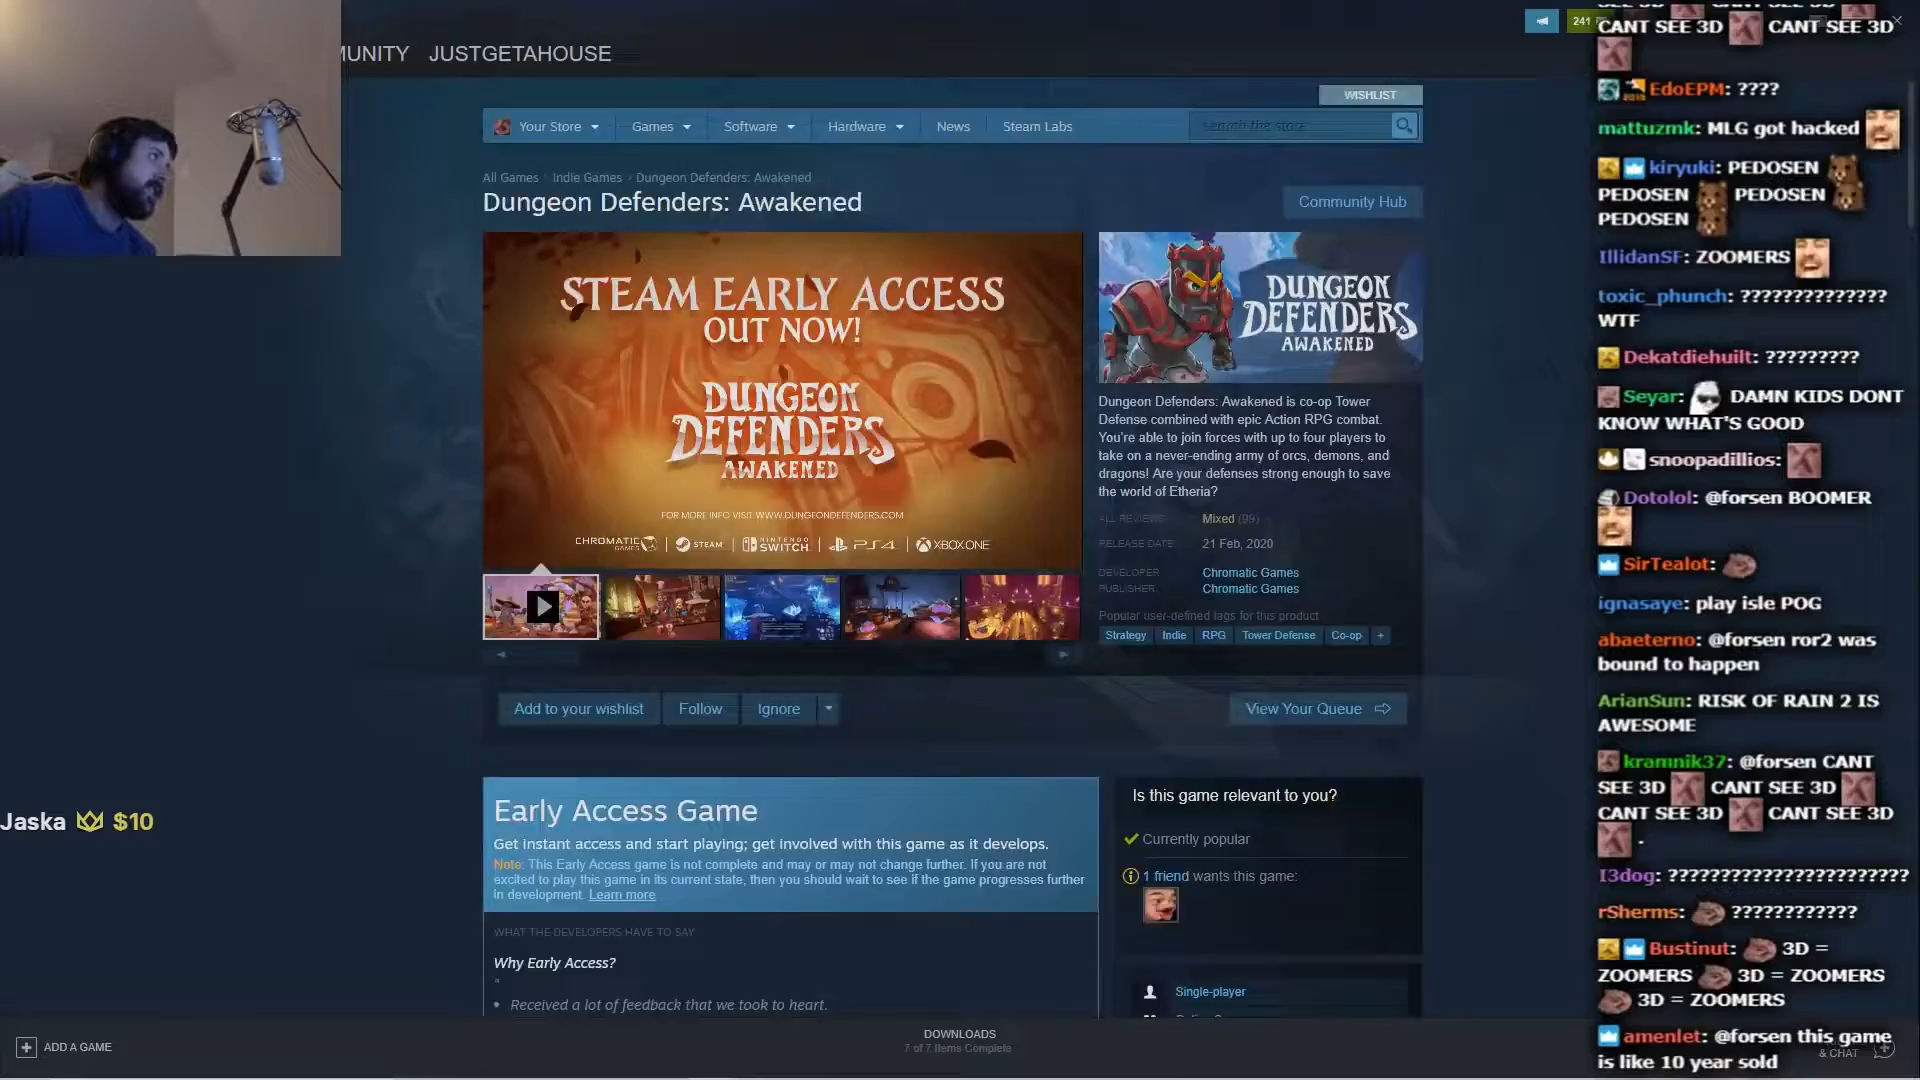 MUNITY JUSTGETAHOUSE
241
WISHLIST
Your Store Games Software Hardware News Steam Labs search the store
All Games Indie Games Dungeon Defenders: Awakened
Dungeon Defenders: Awakened
Community Hub
STEAM EARLY ACCESS
OUT NOW!
DUNGEON
DEFENDERS
AWAKENED
FOR MORE INFO VISIT WWW.DUNGEONDEFENDERS.COM
CHROMATIC GAMES STEAM NINTENDO SWITCH PS4 XBOX ONE
DUNGEON
DEFENDERS
AWAKENED
Dungeon Defenders: Awakened is co-op Tower
Defense combined with epic Action RPG combat.
You're able to join forces with up to four players to
take on a never-ending army of orcs, demons, and
dragons! Are your defenses strong enough to save
the world of Etheria?
ALL REVIEWS: Mixed (99)
RELEASE DATE: 21 Feb, 2020
DEVELOPER: Chromatic Games
PUBLISHER: Chromatic Games
Popular user-defined tags for this product
Strategy Indie RPG Tower Defense Co-op +
Add to your wishlist Follow Ignore View Your Queue
Early Access Game
Get instant access and start playing; get involved with this game as it develops.
Note: This Early Access game is not complete and may or may not change further. If you are not
excited to play this game in its current state, then you should wait to see if the game progresses further
in development. Learn more
WHAT THE DEVELOPERS HAVE TO SAY
Why Early Access?
"
• Received a lot of feedback that we took to heart.
Is this game relevant to you?
Currently popular
1 friend wants this game:
Single-player
Jaska $10
+ ADD A GAME
DOWNLOADS
7 of 7 Items Complete
& CHAT
CANT SEE 3D CANT SEE 3D
EdoEPM: ????
mattuzmk: MLG got hacked
kiryuki: PEDOSEN
PEDOSEN PEDOSEN
PEDOSEN
IllidanSF: ZOOMERS
toxic_phunch: ??????????????
WTF
Dekatdiehuilt: ?????????
Seyar: DAMN KIDS DONT
KNOW WHAT'S GOOD
snoopadillios:
Dotolol: @forsen BOOMER
SirTealot:
ignasaye: play isle POG
abaeterno: @forsen ror2 was
bound to happen
ArianSun: RISK OF RAIN 2 IS
AWESOME
kramnik37: @forsen CANT
SEE 3D CANT SEE 3D
CANT SEE 3D CANT SEE 3D
.
I3dog: ???????????????????????
rSherms: ????????????
Bustinut: 3D =
ZOOMERS 3D = ZOOMERS
3D = ZOOMERS
amenlet: @forsen this game
is like 10 year sold